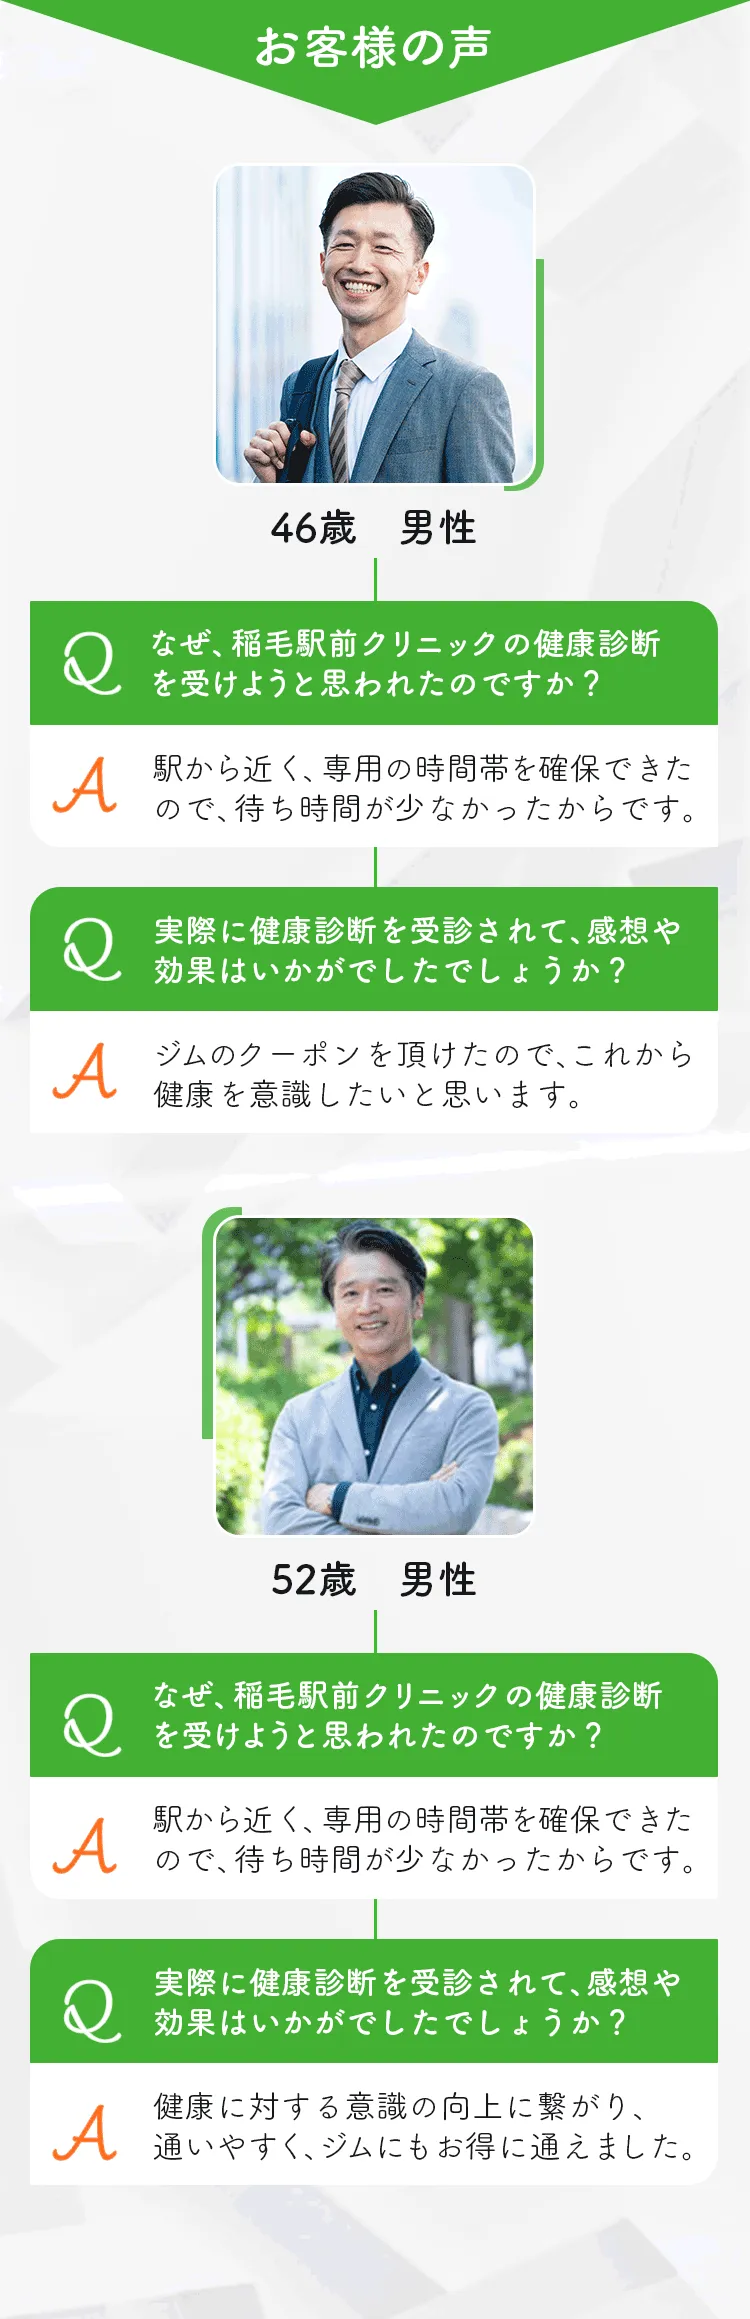 お客様の声
46歳　男性
Q
なぜ、稲毛駅前クリニックの健康診断
を受けようと思われたのですか？
A
駅から近く、専用の時間帯を確保できた
ので、待ち時間が少なかったからです。
Q
実際に健康診断を受診されて、感想や
効果はいかがでしたでしょうか？
A
ジムのクーポンを頂けたので、これから
健康を意識したいと思います。
52歳　男性
Q
なぜ、稲毛駅前クリニックの健康診断
を受けようと思われたのですか？
A
駅から近く、専用の時間帯を確保できた
ので、待ち時間が少なかったからです。
Q
実際に健康診断を受診されて、感想や
効果はいかがでしたでしょうか？
A
健康に対する意識の向上に繋がり、
通いやすく、ジムにもお得に通えました。